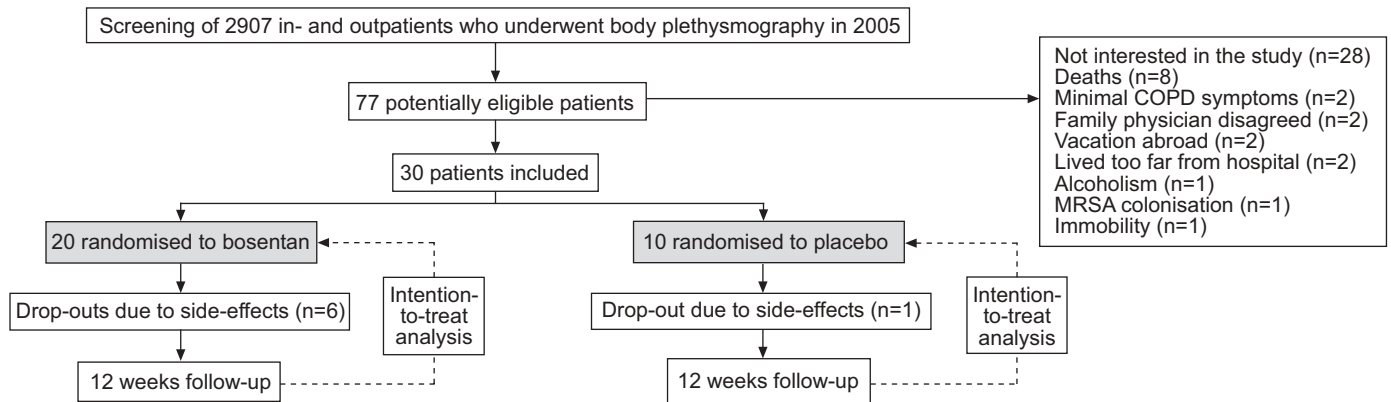 Screening of 2907 in- and outpatients who underwent body plethysmography in 2005
77 potentially eligible patients
Not interested in the study (n=28)
Deaths (n=8)
Minimal COPD symptoms (n=2)
Family physician disagreed (n=2)
Vacation abroad (n=2)
Lived too far from hospital (n=2)
Alcoholism (n=1)
MRSA colonisation (n=1)
Immobility (n=1)
30 patients included
20 randomised to bosentan
Drop-outs due to side-effects (n=6)
12 weeks follow-up
Intention-
to-treat
analysis
10 randomised to placebo
Drop-out due to side-effects (n=1)
12 weeks follow-up
Intention-
to-treat
analysis